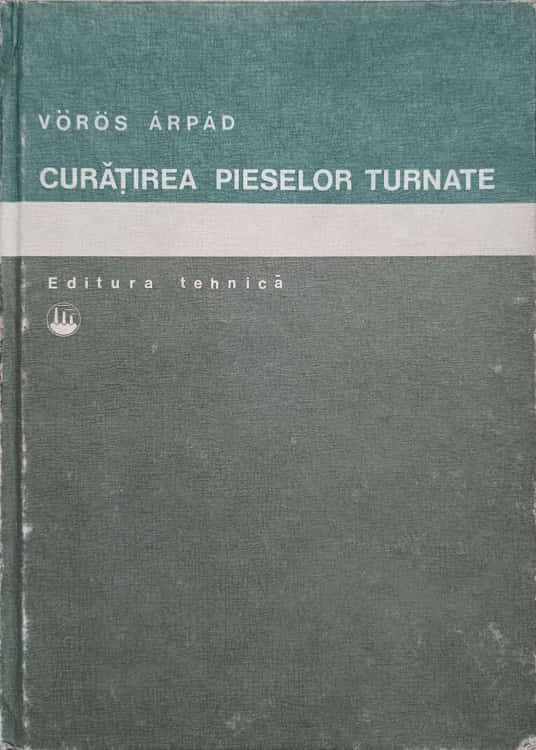 VÖRÖS ÁRPÁD
CURĂȚIREA PIESELOR TURNATE
Editura tehnică